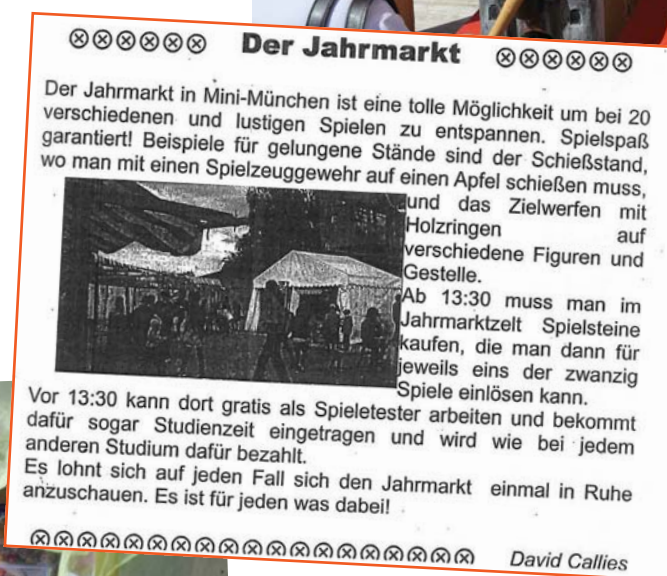 ⊗⊗⊗⊗⊗⊗ Der Jahrmarkt ⊗⊗⊗⊗⊗⊗
Der Jahrmarkt in Mini-München ist eine tolle Möglichkeit um bei 20
verschiedenen und lustigen Spielen zu entspannen. Spielspaß
garantiert! Beispiele für gelungene Stände sind der Schießstand,
wo man mit einen Spielzeuggewehr auf einen Apfel schießen muss,
und das Zielwerfen mit
Holzringen auf
verschiedene Figuren und
Gestelle.
Ab 13:30 muss man im
Jahrmarktzelt Spielsteine
kaufen, die man dann für
jeweils eins der zwanzig
Spiele einlösen kann.
Vor 13:30 kann dort gratis als Spieletester arbeiten und bekommt
dafür sogar Studienzeit eingetragen und wird wie bei jedem
anderen Studium dafür bezahlt.
Es lohnt sich auf jeden Fall sich den Jahrmarkt einmal in Ruhe
anzuschauen. Es ist für jeden was dabei!
⊗⊗⊗⊗⊗⊗⊗⊗⊗⊗⊗⊗⊗⊗⊗⊗⊗⊗⊗ David Callies